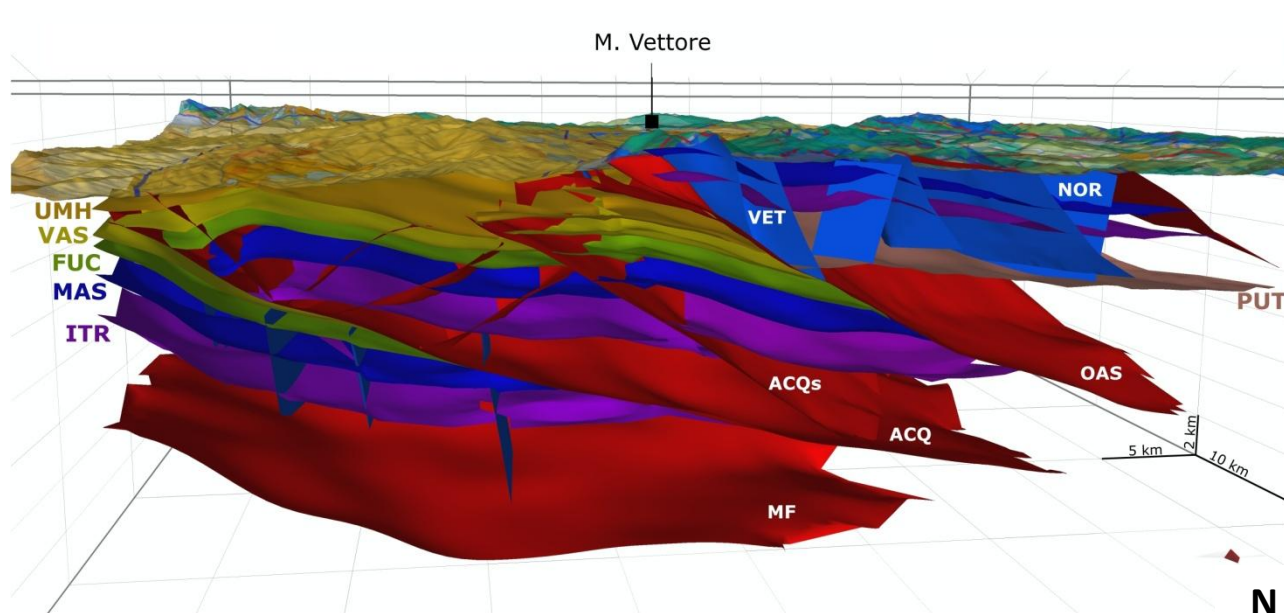 M. Vettore
NOR
VET
UMH
VAS
FUC
MAS
ITR
PUT
OAS
ACQs
ACQ
MF
2 km
5 km
10 km
N